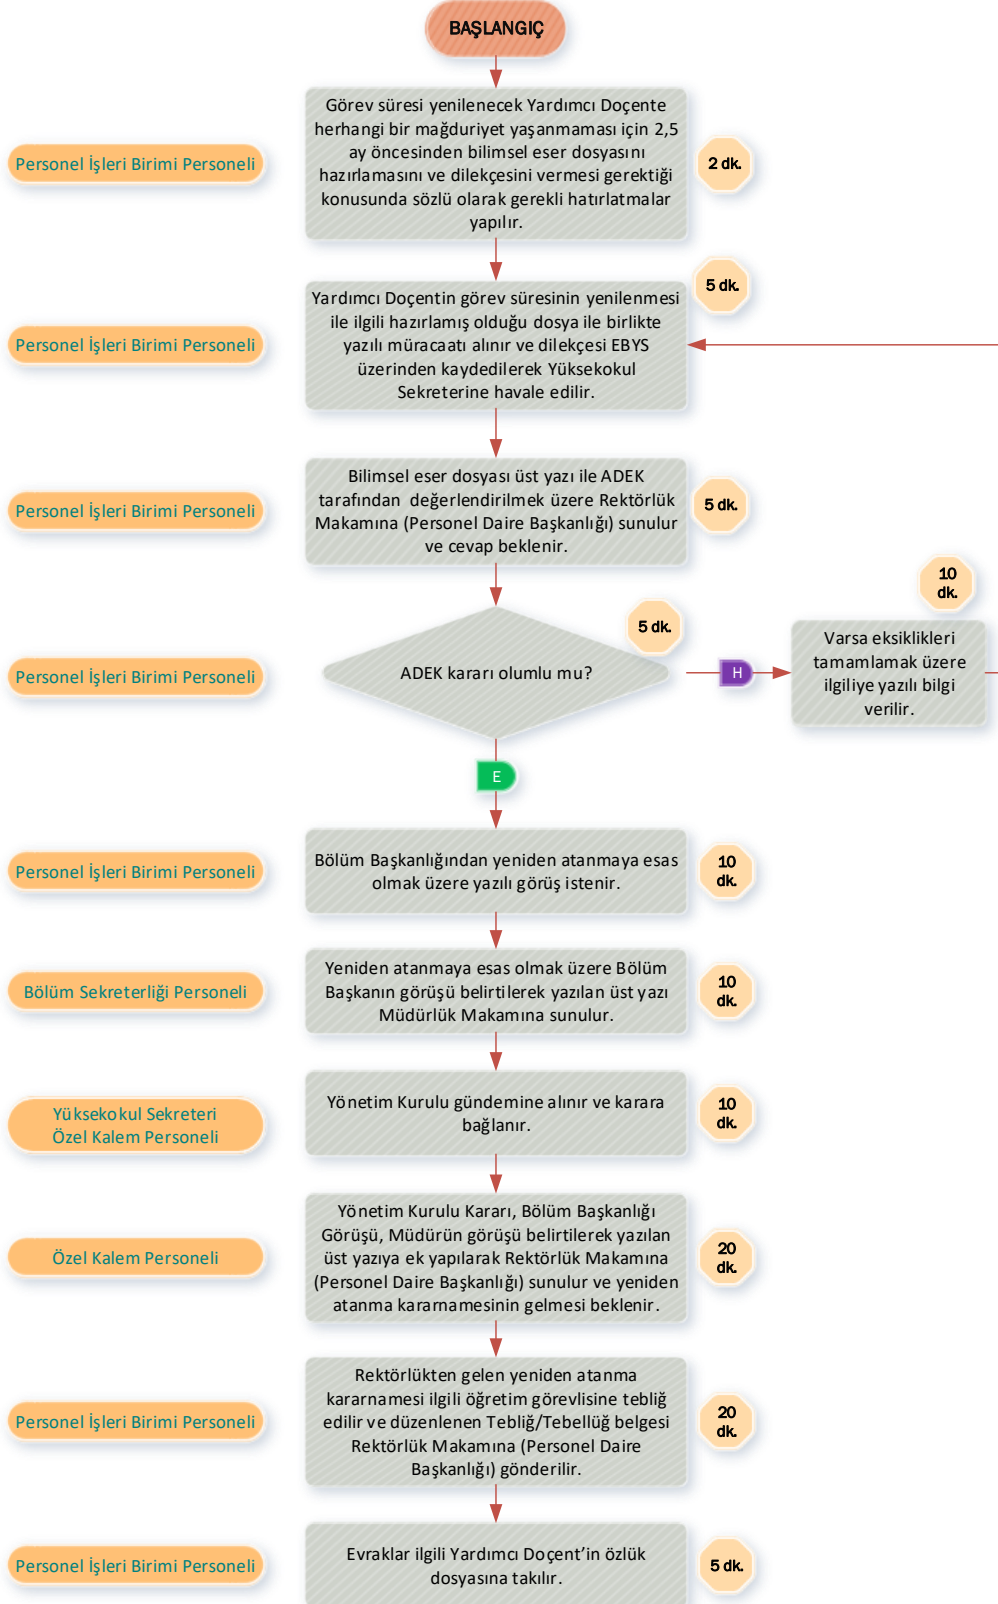 BAŞLANGIÇ
Personel İşleri Birimi Personeli
Görev süresi yenilenecek Yardımcı Doçente
herhangi bir mağduriyet yaşanmaması için 2,5
ay öncesinden bilimsel eser dosyasını
hazırlamasını ve dilekçesini vermesi gerektiği
konusunda sözlü olarak gerekli hatırlatmalar
yapılır.
2 dk.
Personel İşleri Birimi Personeli
Yardımcı Doçentin görev süresinin yenilenmesi
ile ilgili hazırlamış olduğu dosya ile birlikte
yazılı müracaatı alınır ve dilekçesi EBYS
üzerinden kaydedilerek Yüksekokul
Sekreterine havale edilir.
5 dk.
Personel İşleri Birimi Personeli
Bilimsel eser dosyası üst yazı ile ADEK
tarafından değerlendirilmek üzere Rektörlük
Makamına (Personel Daire Başkanlığı) sunulur
ve cevap beklenir.
5 dk.
Personel İşleri Birimi Personeli
ADEK kararı olumlu mu?
5 dk.
H
Varsa eksiklikleri
tamamlamak üzere
ilgiliye yazılı bilgi
verilir.
10
dk.
E
Personel İşleri Birimi Personeli
Bölüm Başkanlığından yeniden atanmaya esas
olmak üzere yazılı görüş istenir.
10
dk.
Bölüm Sekreterliği Personeli
Yeniden atanmaya esas olmak üzere Bölüm
Başkanın görüşü belirtilerek yazılan üst yazı
Müdürlük Makamına sunulur.
10
dk.
Yüksekokul Sekreteri
Özel Kalem Personeli
Yönetim Kurulu gündemine alınır ve karara
bağlanır.
10
dk.
Özel Kalem Personeli
Yönetim Kurulu Kararı, Bölüm Başkanlığı
Görüşü, Müdürün görüşü belirtilerek yazılan
üst yazıya ek yapılarak Rektörlük Makamına
(Personel Daire Başkanlığı) sunulur ve yeniden
atanma kararnamesinin gelmesi beklenir.
20
dk.
Personel İşleri Birimi Personeli
Rektörlükten gelen yeniden atanma
kararnamesi ilgili öğretim görevlisine tebliğ
edilir ve düzenlenen Tebliğ/Tebellüğ belgesi
Rektörlük Makamına (Personel Daire
Başkanlığı) gönderilir.
20
dk.
Personel İşleri Birimi Personeli
Evraklar ilgili Yardımcı Doçent’in özlük
dosyasına takılır.
5 dk.